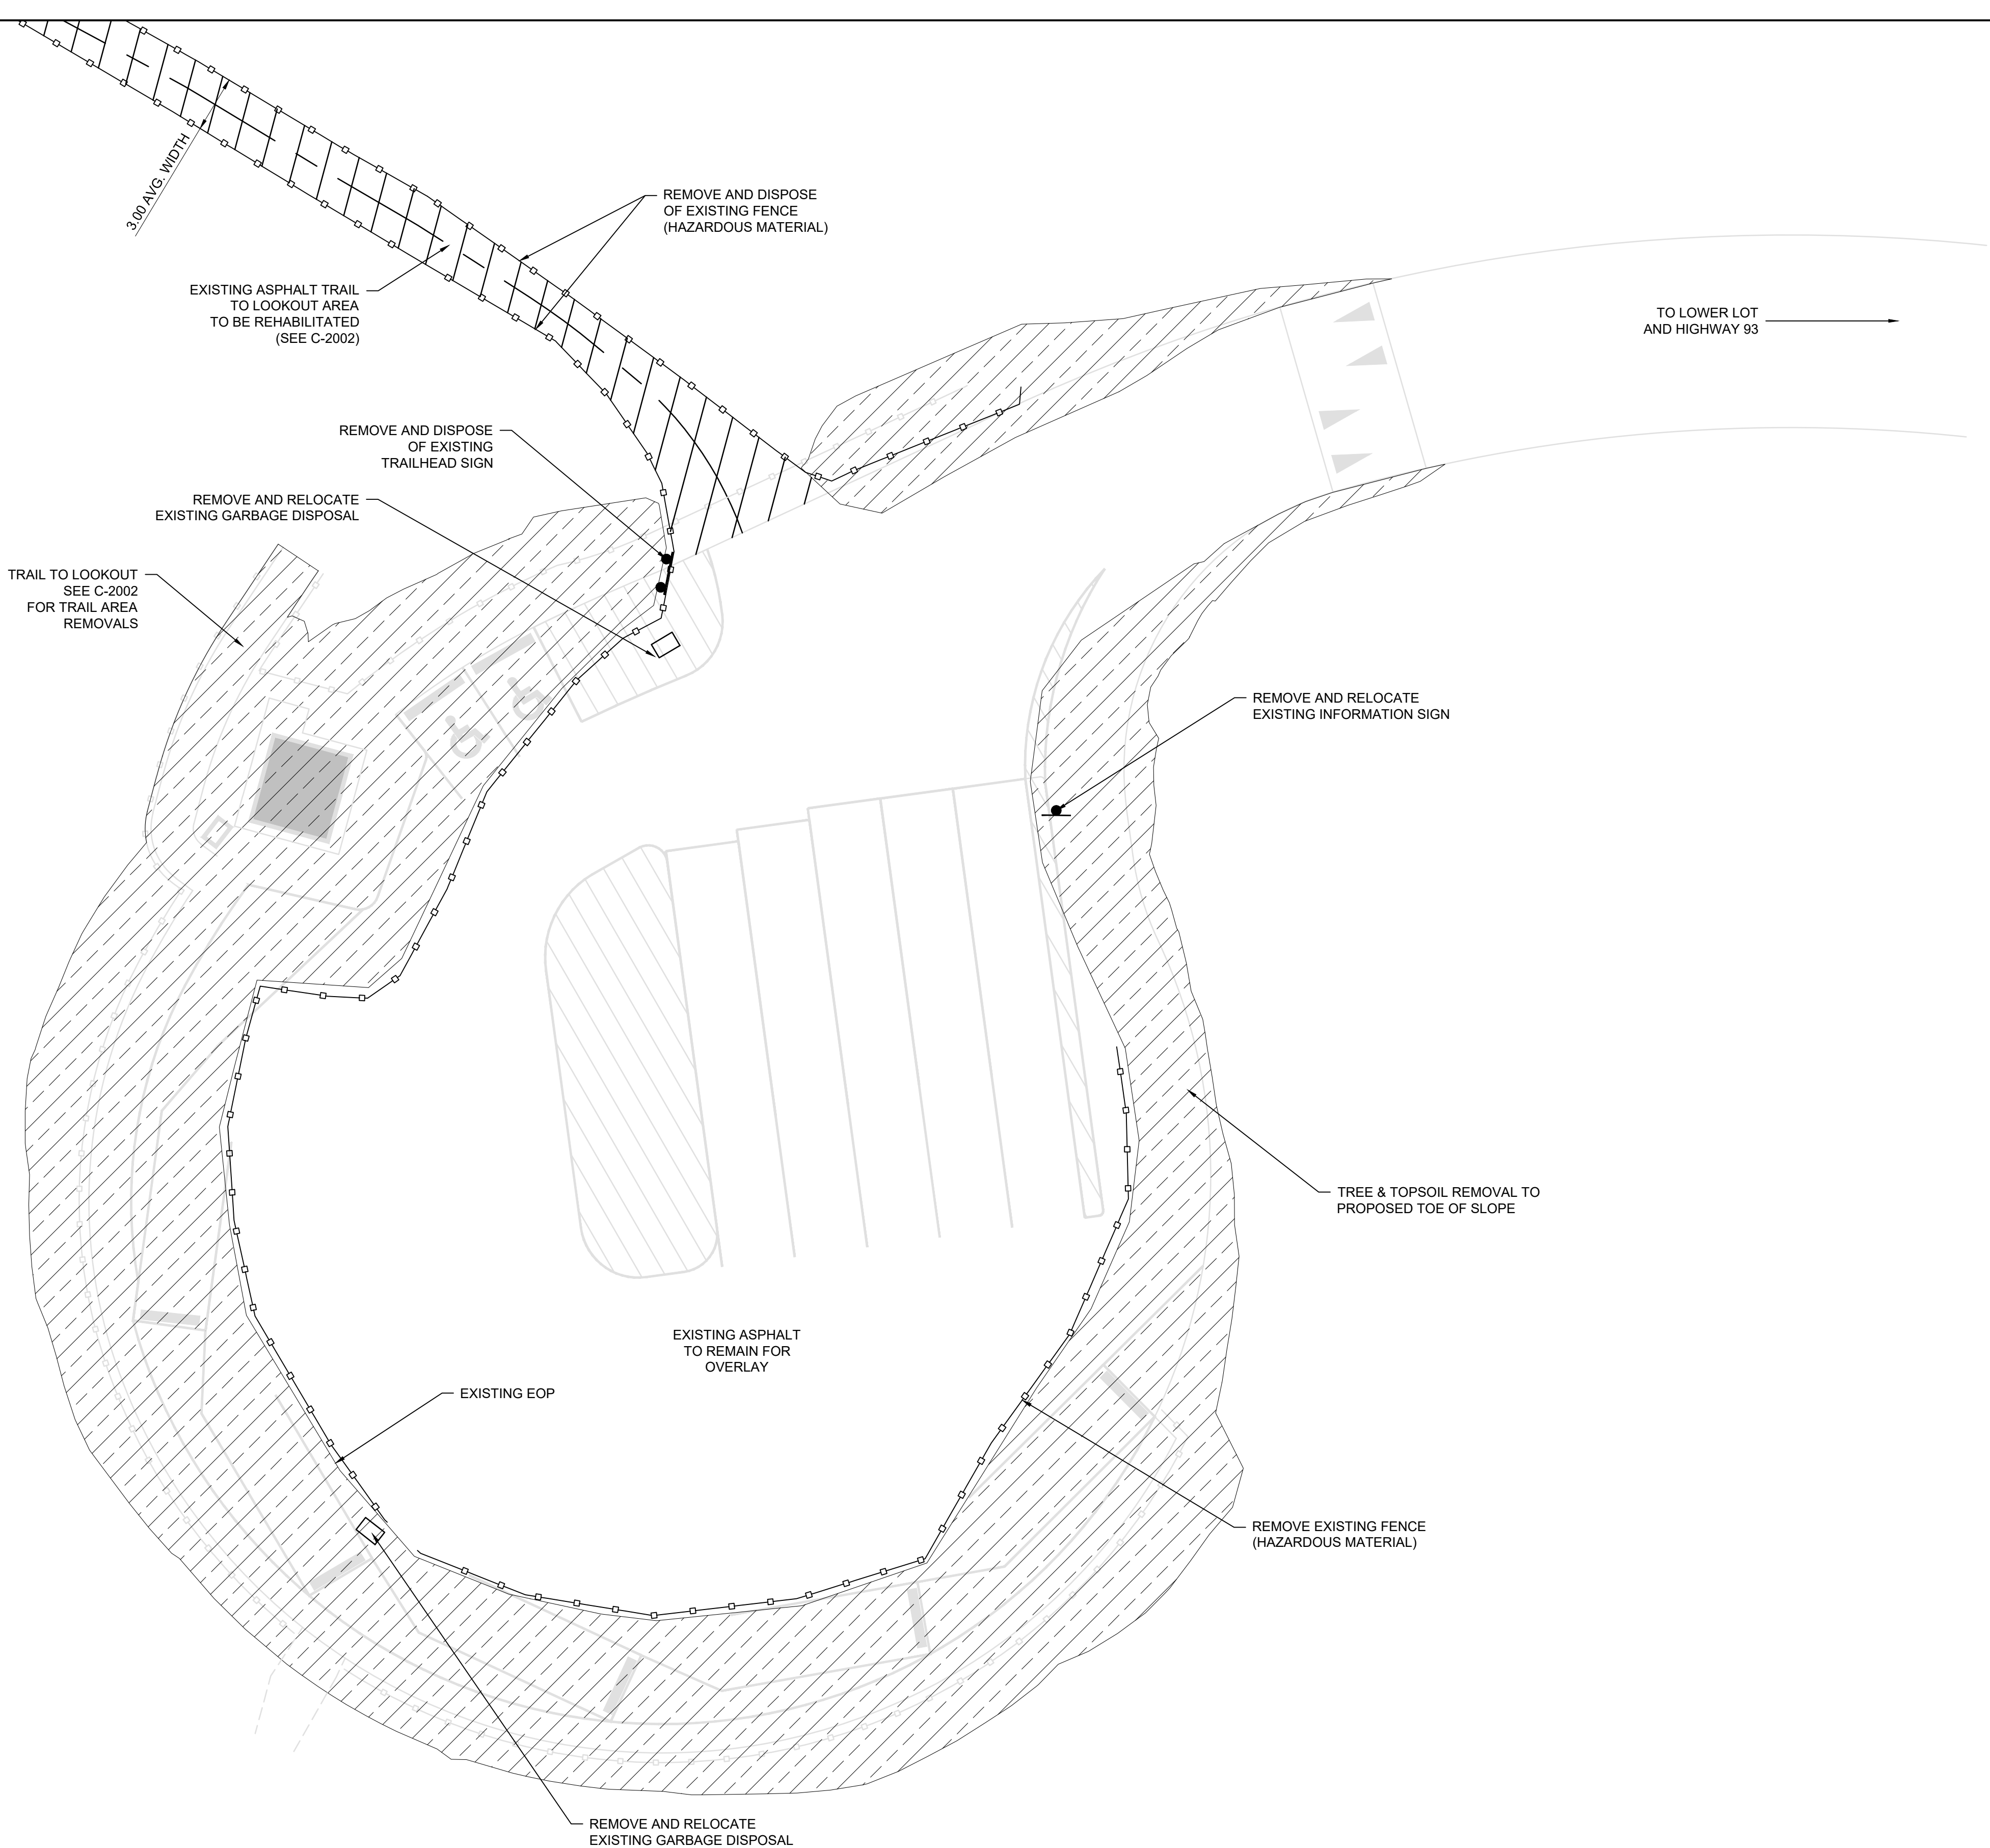 3.00 AVG. WIDTH
REMOVE AND DISPOSE
OF EXISTING FENCE
(HAZARDOUS MATERIAL)
EXISTING ASPHALT TRAIL
TO LOOKOUT AREA
TO BE REHABILITATED
(SEE C-2002)
TO LOWER LOT
AND HIGHWAY 93
REMOVE AND DISPOSE
OF EXISTING
TRAILHEAD SIGN
REMOVE AND RELOCATE
EXISTING GARBAGE DISPOSAL
TRAIL TO LOOKOUT
SEE C-2002
FOR TRAIL AREA
REMOVALS
REMOVE AND RELOCATE
EXISTING INFORMATION SIGN
TREE & TOPSOIL REMOVAL TO
PROPOSED TOE OF SLOPE
EXISTING ASPHALT
TO REMAIN FOR
OVERLAY
EXISTING EOP
REMOVE EXISTING FENCE
(HAZARDOUS MATERIAL)
REMOVE AND RELOCATE
EXISTING GARBAGE DISPOSAL